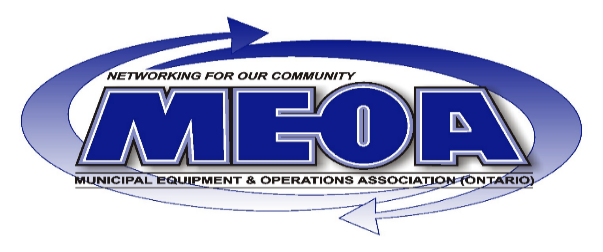 NETWORKING FOR OUR COMMUNITY
MEOA
MUNICIPAL EQUIPMENT & OPERATIONS ASSOCIATION (ONTARIO)